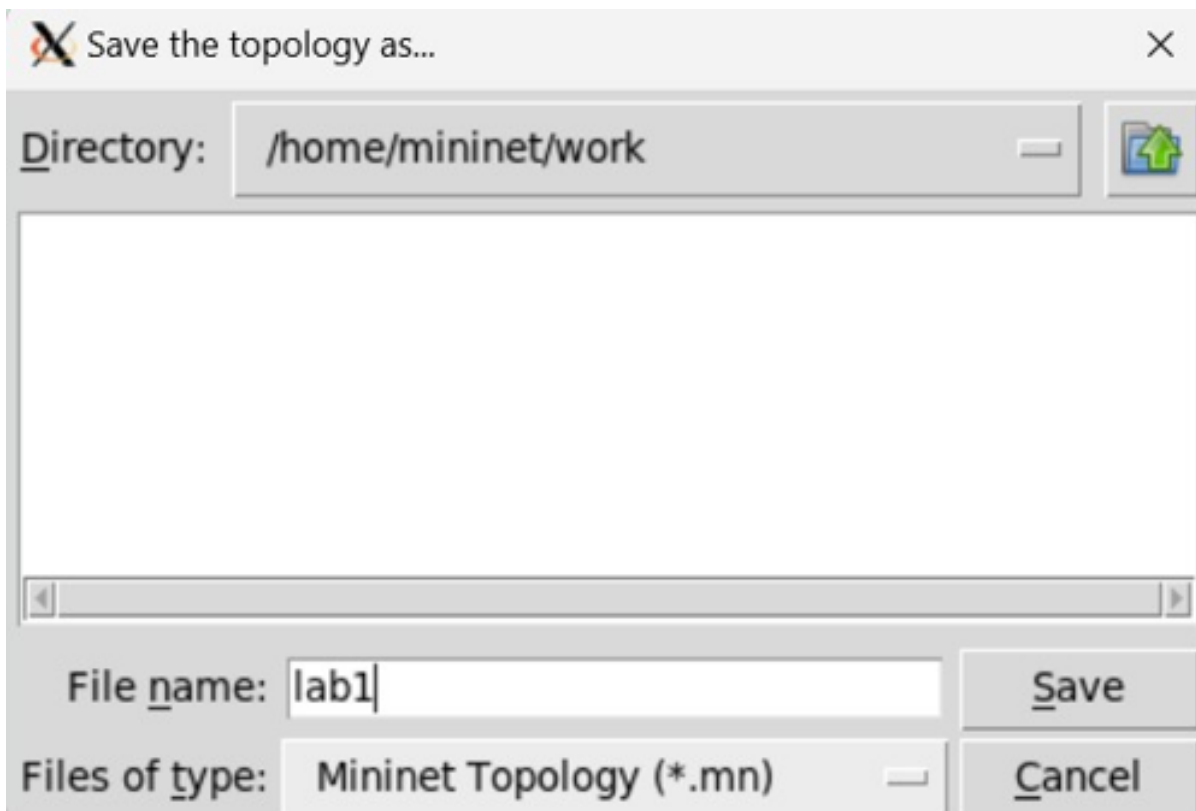 Save the topology as...
Directory: /home/mininet/work
File name: lab1 Save
Files of type: Mininet Topology (*.mn) Cancel